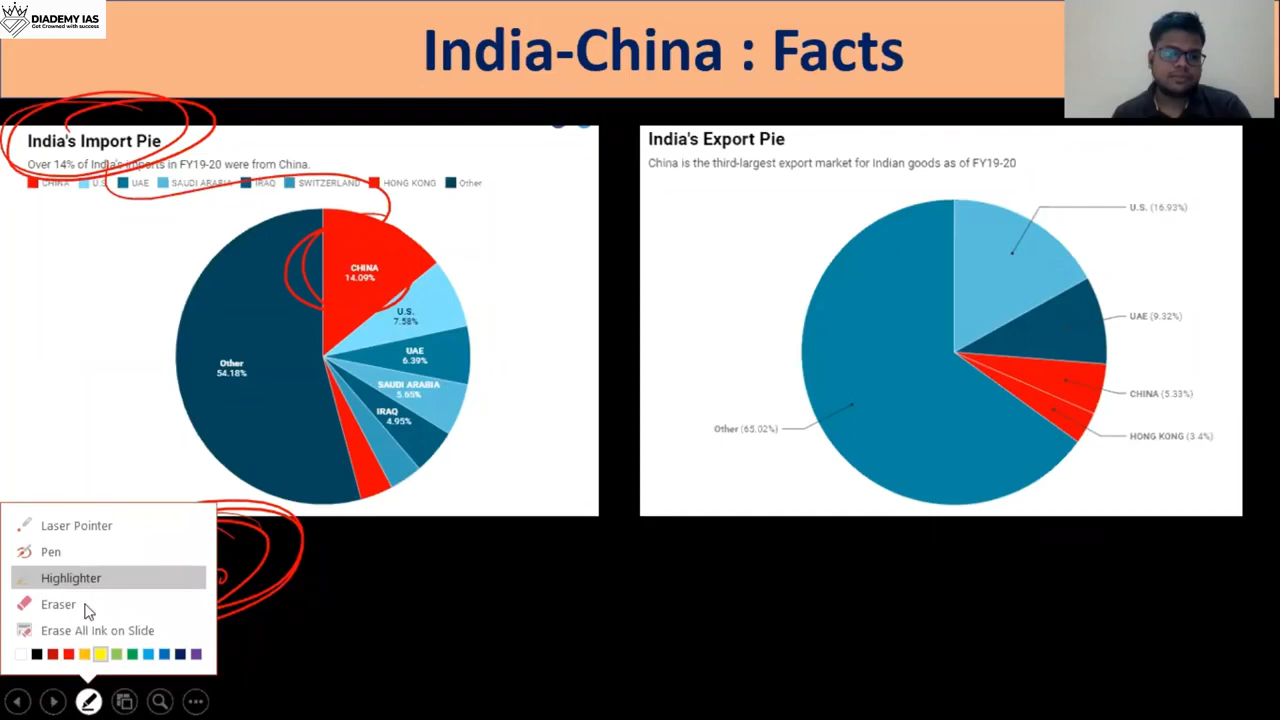 DIADEMY IAS
Get Crowned with success
India-China : Facts
India's Import Pie
Over 14% of India's imports in FY19-20 were from China.
CHINA U.S. UAE SAUDI ARABIA IRAQ SWITZERLAND HONG KONG Other
CHINA
14.09%
U.S.
7.58%
UAE
6.39%
SAUDI ARABIA
5.65%
IRAQ
4.95%
Other
54.18%
India's Export Pie
China is the third-largest export market for Indian goods as of FY19-20
U.S. (16.93%)
UAE (9.32%)
CHINA (5.33%)
HONG KONG (3.4%)
Other (65.02%)
Laser Pointer
Pen
Highlighter
Eraser
Erase All Ink on Slide